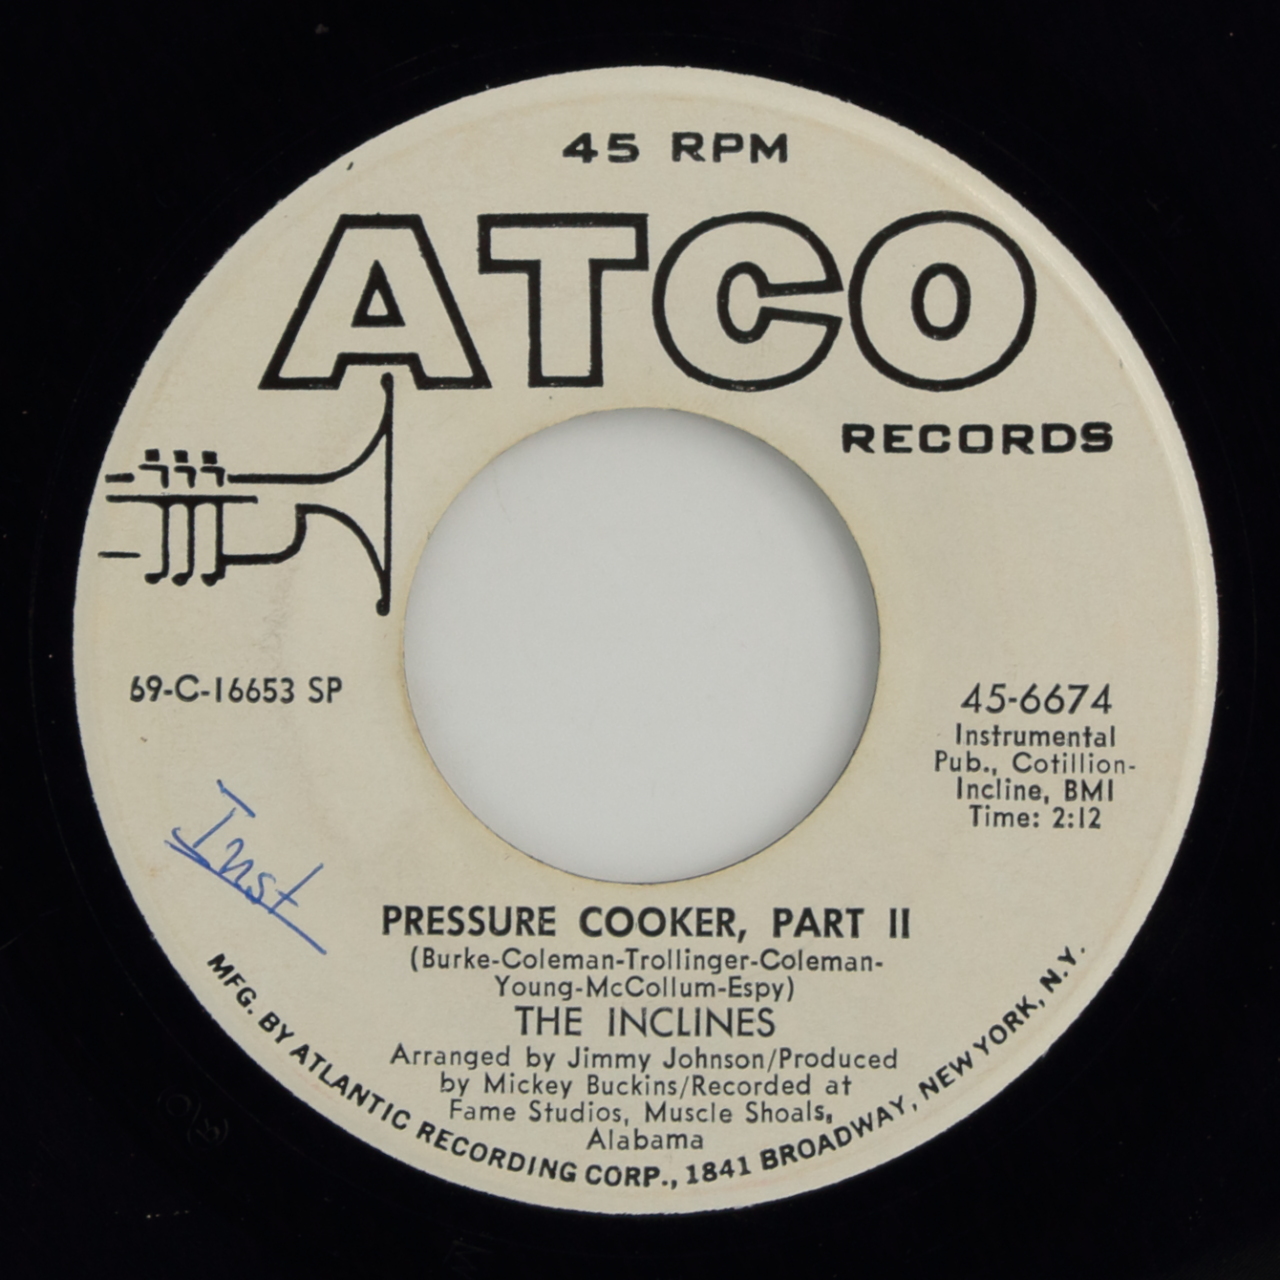 45 RPM
ATCO
RECORDS
69-C-16653 SP
45-6674
Instrumental
Pub., Cotillion-
Incline, BMI
Time: 2:12
Inst
PRESSURE COOKER, PART II
(Burke-Coleman-Trollinger-Coleman-
Young-McCollum-Espy)
THE INCLINES
Arranged by Jimmy Johnson/Produced
by Mickey Buckins/Recorded at
Fame Studios, Muscle Shoals,
Alabama
MFG. BY ATLANTIC RECORDING CORP., 1841 BROADWAY, NEW YORK, N.Y.